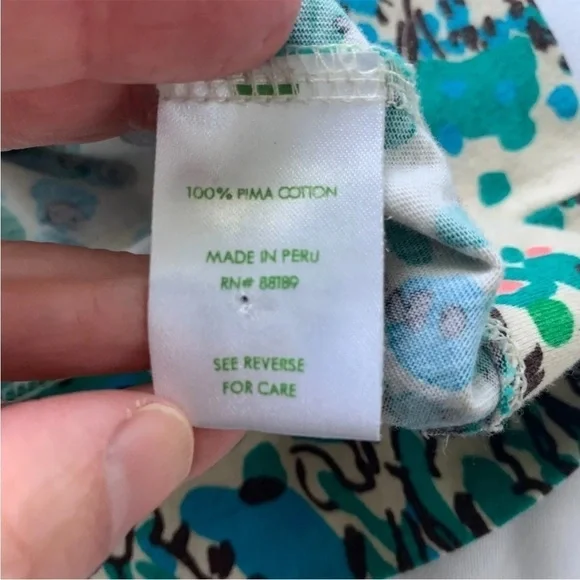 100% PIMA COTTON
MADE IN PERU
RN# 88189
SEE REVERSE
FOR CARE